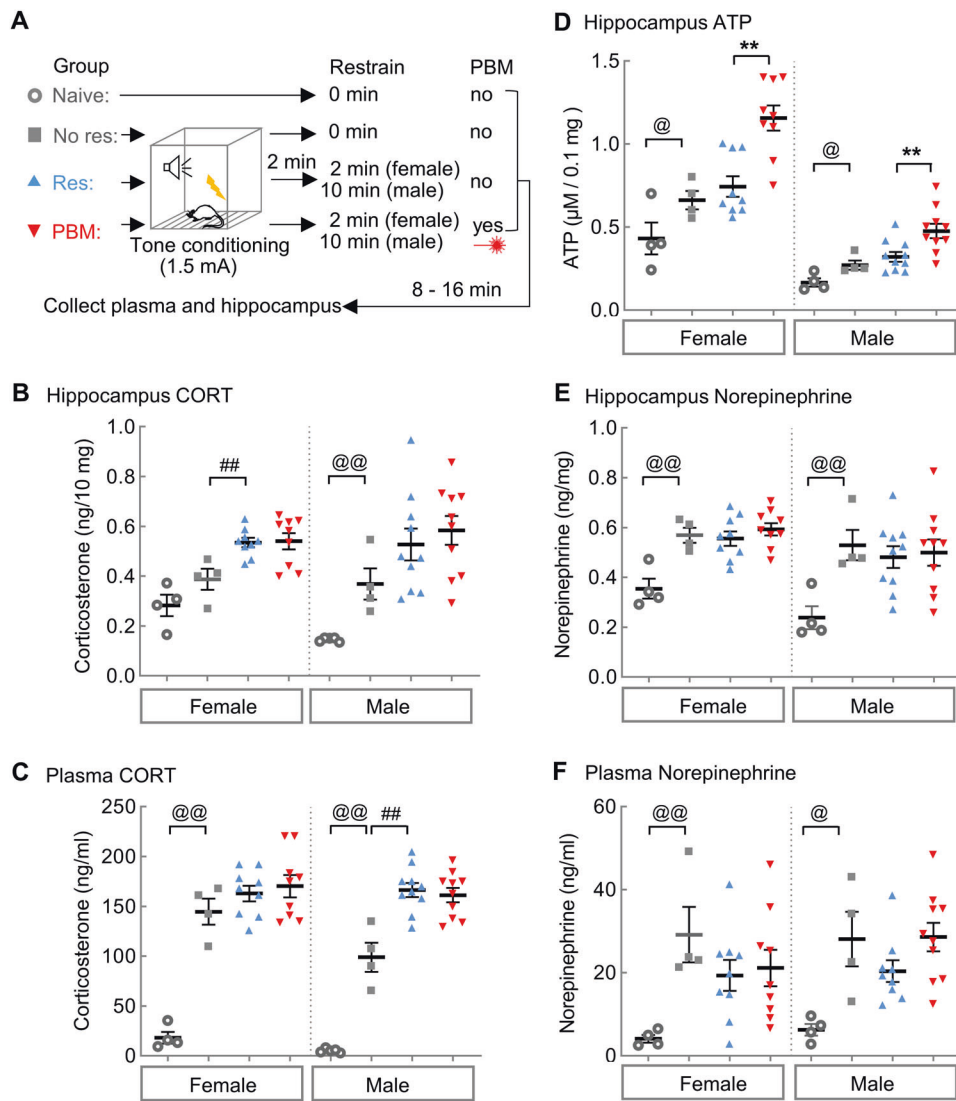 A
Group
Restrain
PBM
Naive:
0 min
no
No res:
0 min
no
2 min
Res:
2 min (female)
10 min (male)
no
PBM:
2 min (female)
10 min (male)
yes
Tone conditioning
(1.5 mA)
8 - 16 min
Collect plasma and hippocampus
B Hippocampus CORT
Corticosterone (ng/10 mg)
1.0
0.8
0.6
0.4
0.2
0.0
##
@@
Female
Male
C Plasma CORT
Corticosterone (ng/ml)
250
200
150
100
50
0
@@
@@
##
Female
Male
D Hippocampus ATP
ATP (µM / 0.1 mg)
1.5
1.0
0.5
0.0
@
**
@
**
Female
Male
E Hippocampus Norepinephrine
Norepinephrine (ng/mg)
1.0
0.8
0.6
0.4
0.2
0.0
@@
@@
Female
Male
F Plasma Norepinephrine
Norepinephrine (ng/ml)
60
40
20
0
@@
@
Female
Male